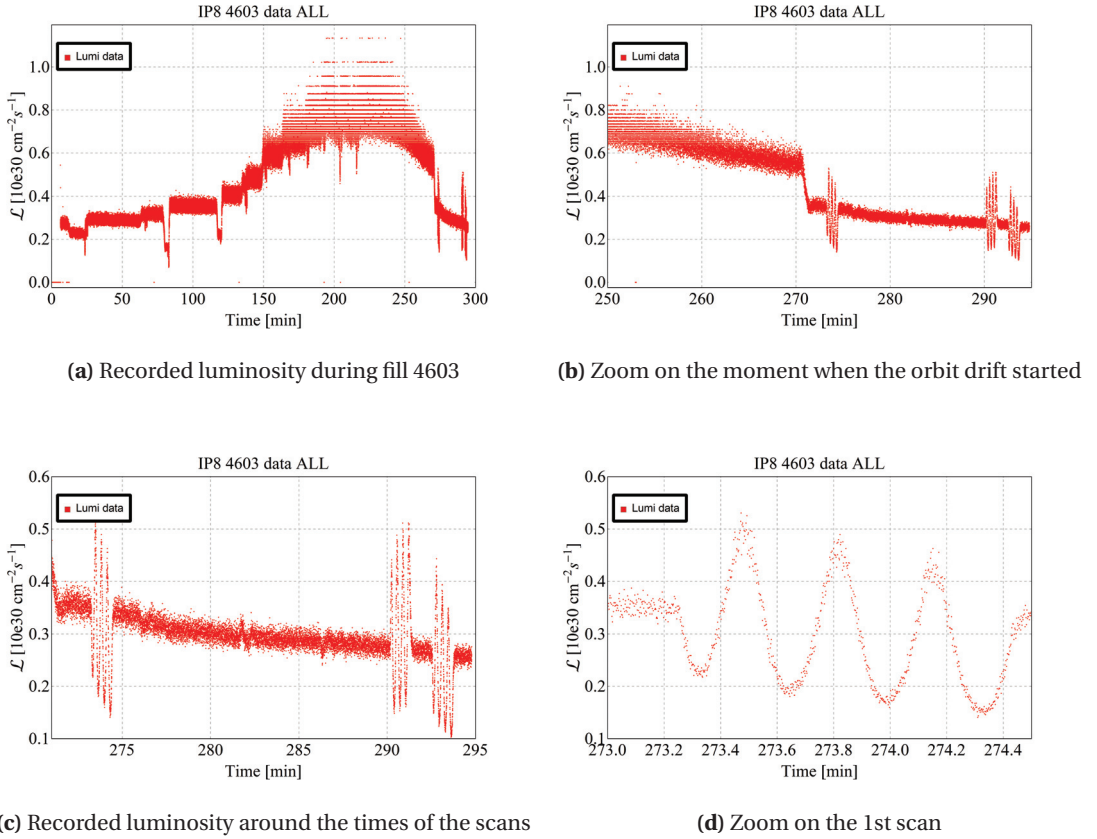 IP8 4603 data ALL
Lumi data
ℒ [10e30 cm⁻²s⁻¹]
1.0
0.8
0.6
0.4
0.2
0.0
0 50 100 150 200 250 300
Time [min]
(a) Recorded luminosity during fill 4603
IP8 4603 data ALL
Lumi data
ℒ [10e30 cm⁻²s⁻¹]
1.0
0.8
0.6
0.4
0.2
0.0
250 260 270 280 290
Time [min]
(b) Zoom on the moment when the orbit drift started
IP8 4603 data ALL
Lumi data
ℒ [10e30 cm⁻²s⁻¹]
0.6
0.5
0.4
0.3
0.2
0.1
275 280 285 290 295
Time [min]
(c) Recorded luminosity around the times of the scans
IP8 4603 data ALL
Lumi data
ℒ [10e30 cm⁻²s⁻¹]
0.6
0.5
0.4
0.3
0.2
0.1
273.0 273.2 273.4 273.6 273.8 274.0 274.2 274.4
Time [min]
(d) Zoom on the 1st scan